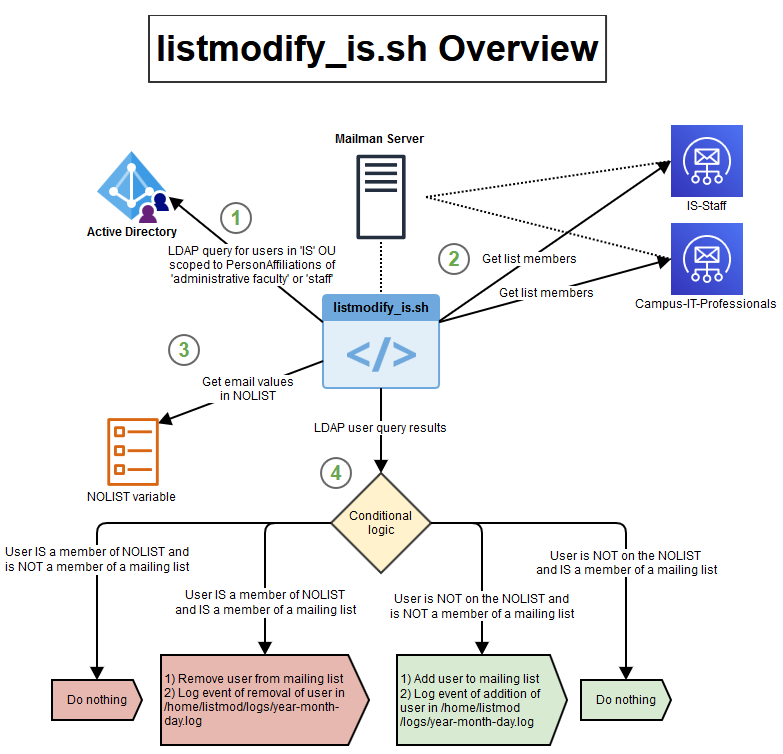 listmodify_is.sh Overview
Mailman Server
IS-Staff
Active Directory
1
LDAP query for users in 'IS' OU
scoped to PersonAffiliations of
'administrative faculty' or 'staff'
2
Get list members
Get list members
Campus-IT-Professionals
listmodify_is.sh
</>
3
Get email values
in NOLIST
NOLIST variable
LDAP user query results
4
Conditional
logic
User IS a member of NOLIST and
is NOT a member of a mailing list
User IS a member of NOLIST
and IS a member of a mailing list
User is NOT on the NOLIST and
is NOT a member of a mailing list
User is NOT on the NOLIST
and IS a member of a mailing list
Do nothing
1) Remove user from mailing list
2) Log event of removal of user in
/home/listmod/logs/year-month-
day.log
1) Add user to mailing list
2) Log event of addition of
user in /home/listmod
/logs/year-month-day.log
Do nothing